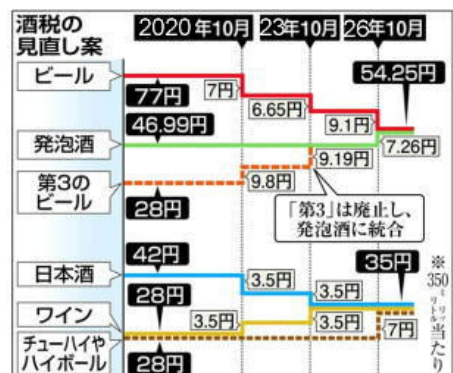 酒税の
見直し案
2020年10月
23年10月
26年10月
ビール
77円
7円
6.65円
9.1円
54.25円
発泡酒
46.99円
7.26円
第3の
ビール
28円
9.8円
9.19円
「第3」は廃止し、
発泡酒に統合
日本酒
42円
3.5円
3.5円
35円
ワイン
28円
3.5円
3.5円
チューハイや
ハイボール
28円
7円
※350ミリリットル当たり